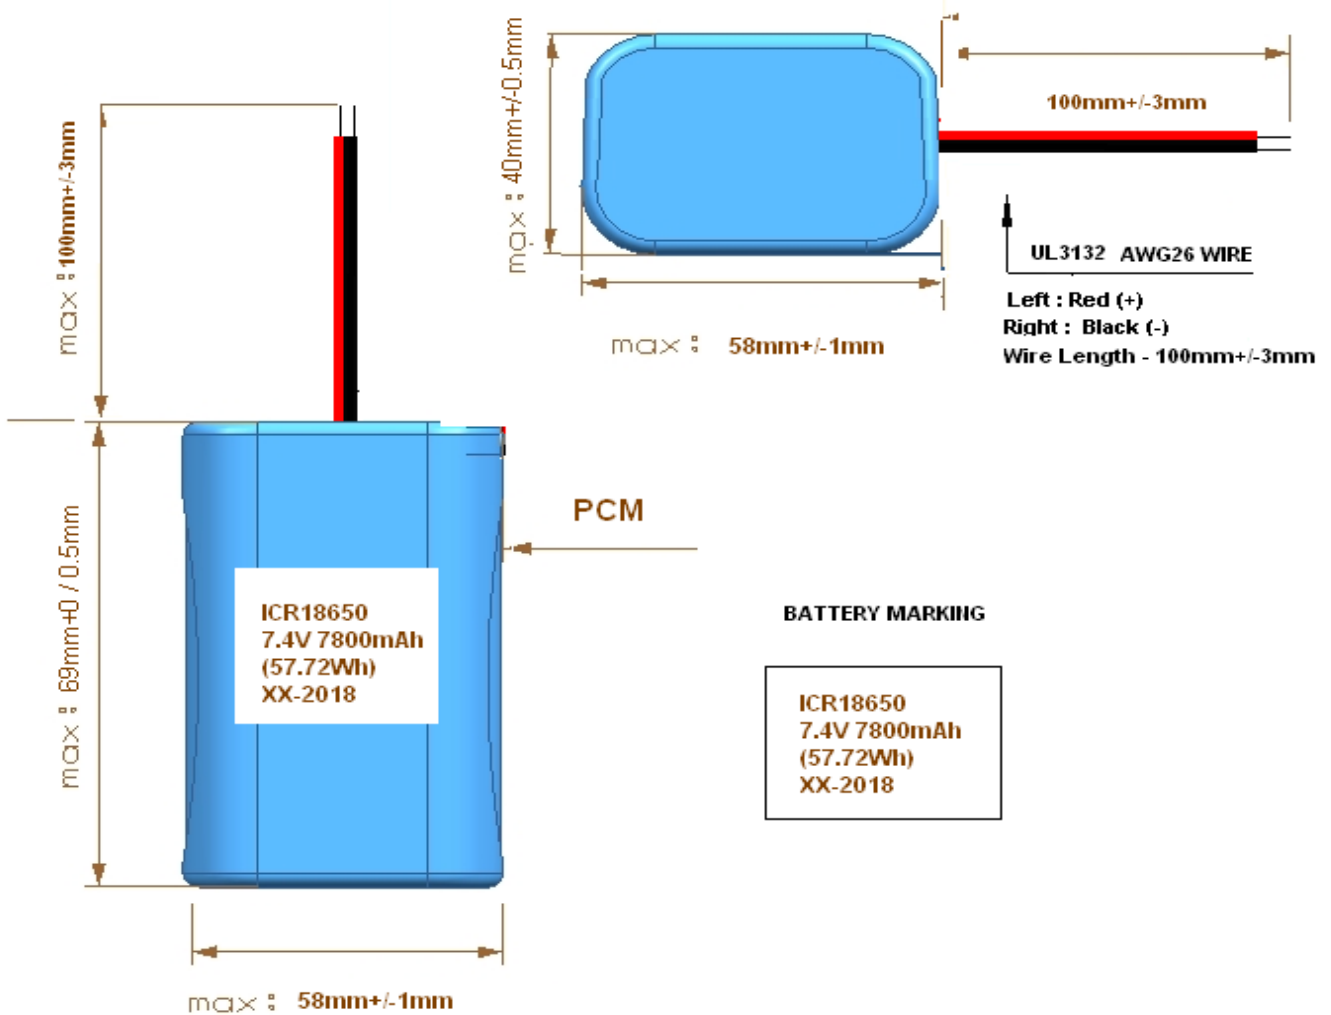 max : 40mm+/-0.5mm
100mm+/-3mm
max : 100mm+/-3mm
UL3132 AWG26 WIRE
Left : Red (+)
Right : Black (-)
Wire Length - 100mm+/-3mm
max : 58mm+/-1mm
PCM
max : 69mm+0 / 0.5mm
ICR18650
7.4V 7800mAh
(57.72Wh)
XX-2018
BATTERY MARKING
ICR18650
7.4V 7800mAh
(57.72Wh)
XX-2018
max : 58mm+/-1mm